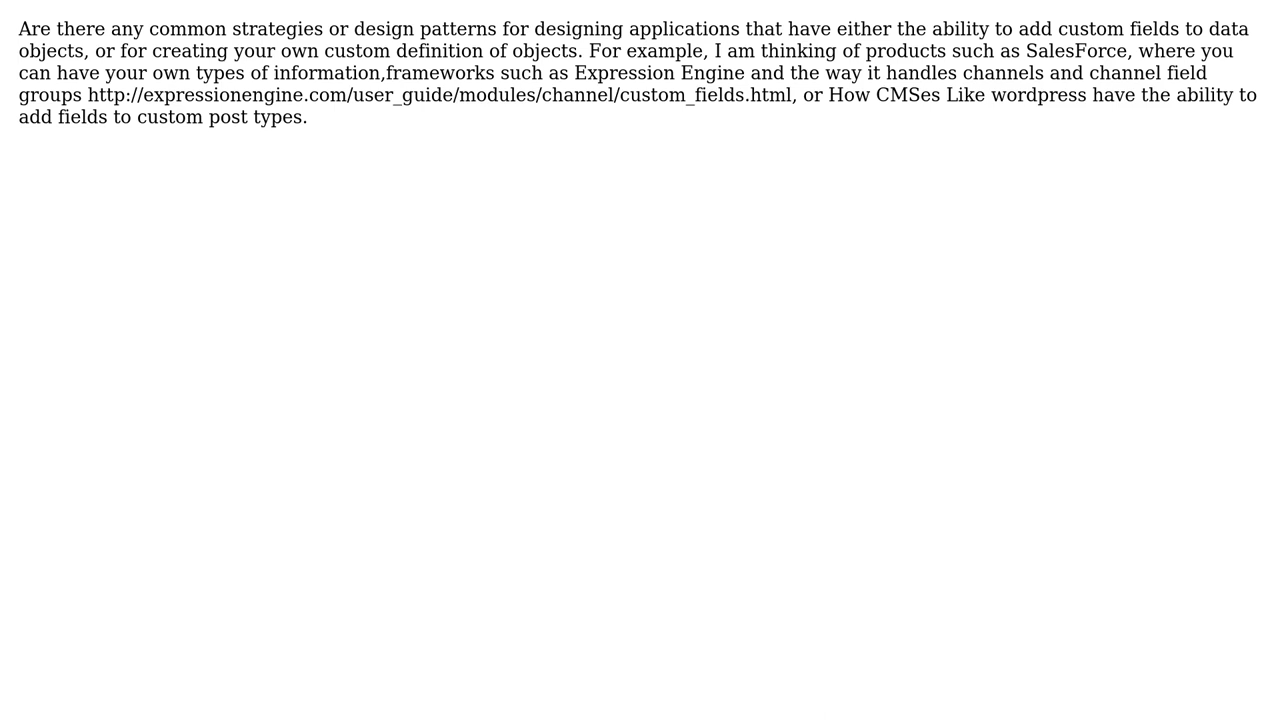 Are there any common strategies or design patterns for designing applications that have either the ability to add custom fields to data
objects, or for creating your own custom definition of objects. For example, I am thinking of products such as SalesForce, where you
can have your own types of information,frameworks such as Expression Engine and the way it handles channels and channel field
groups http://expressionengine.com/user_guide/modules/channel/custom_fields.html, or How CMSes Like wordpress have the ability to
add fields to custom post types.